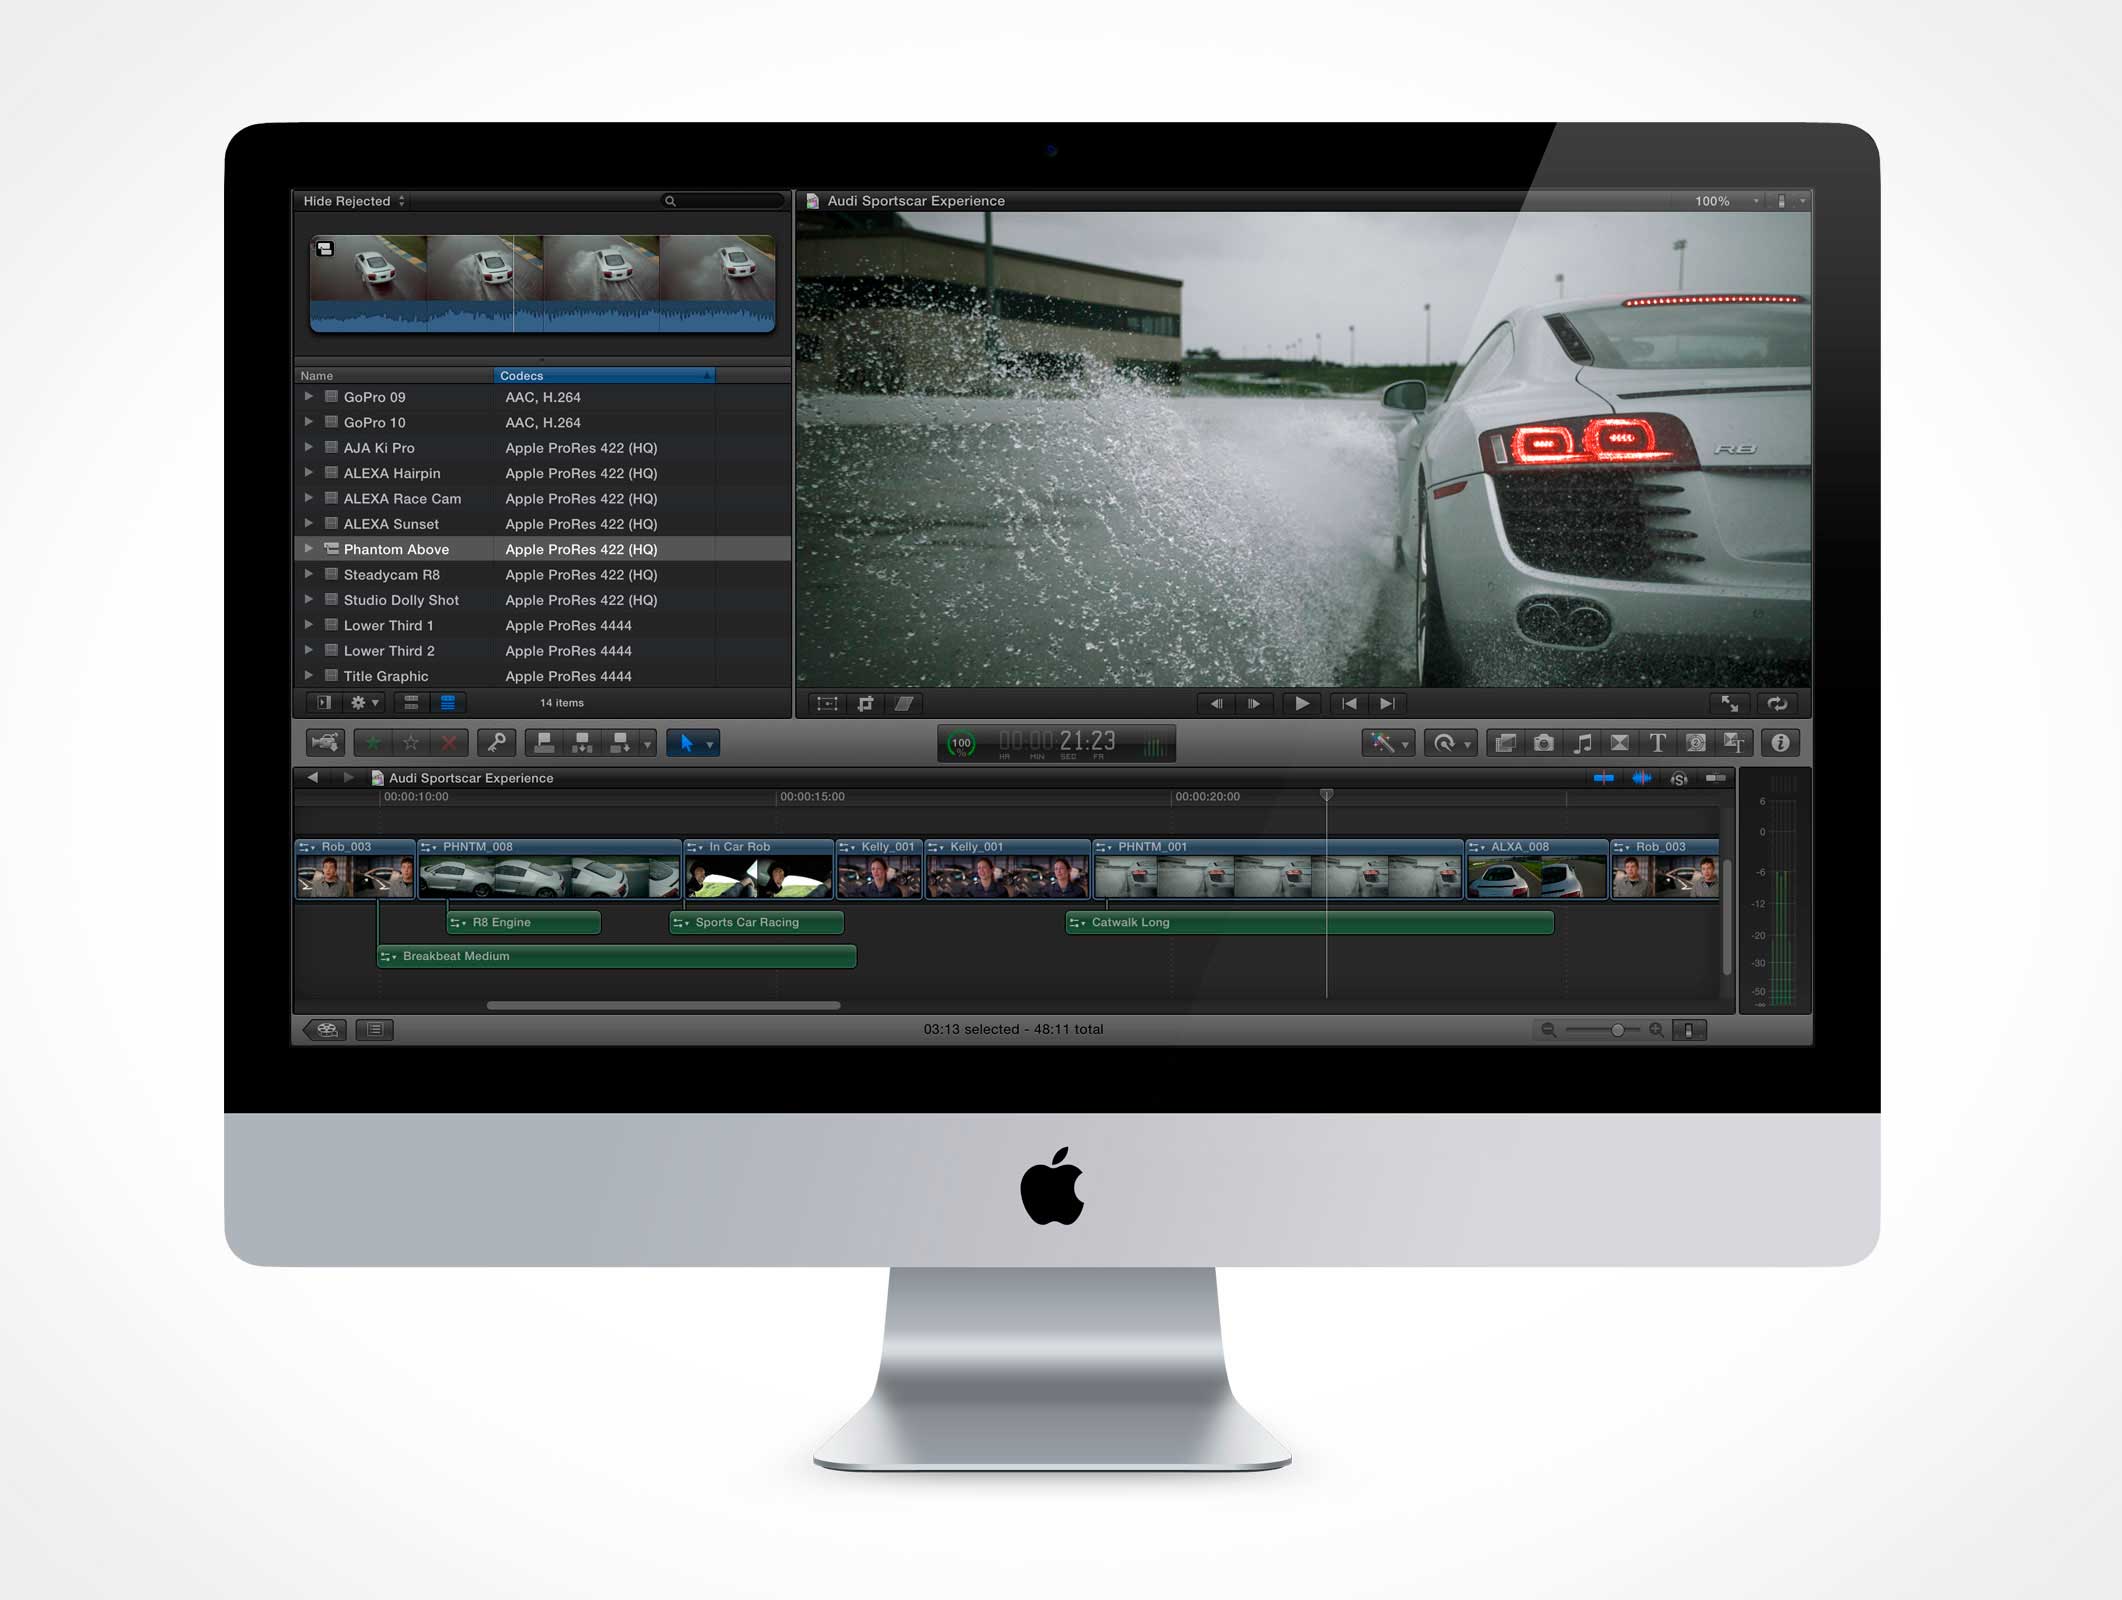 Hide Rejected
Audi Sportscar Experience
100%
Name Codecs
GoPro 09 AAC, H.264
GoPro 10 AAC, H.264
AJA Ki Pro Apple ProRes 422 (HQ)
ALEXA Hairpin Apple ProRes 422 (HQ)
ALEXA Race Cam Apple ProRes 422 (HQ)
ALEXA Sunset Apple ProRes 422 (HQ)
Phantom Above Apple ProRes 422 (HQ)
Steadycam R8 Apple ProRes 422 (HQ)
Studio Dolly Shot Apple ProRes 422 (HQ)
Lower Third 1 Apple ProRes 4444
Lower Third 2 Apple ProRes 4444
Title Graphic Apple ProRes 4444
14 items
R8
100 %
00:00:21:23
HR MIN SEC FR
T
2
T
Audi Sportscar Experience
S
00:00:10:00 00:00:15:00 00:00:20:00
Rob_003 PHNTM_008 In Car Rob Kelly_001 Kelly_001 PHNTM_001 ALXA_008 Rob_003
R8 Engine Sports Car Racing Catwalk Long
Breakbeat Medium
6
0
-6
-12
-20
-30
-50
-∞
03:13 selected - 48:11 total